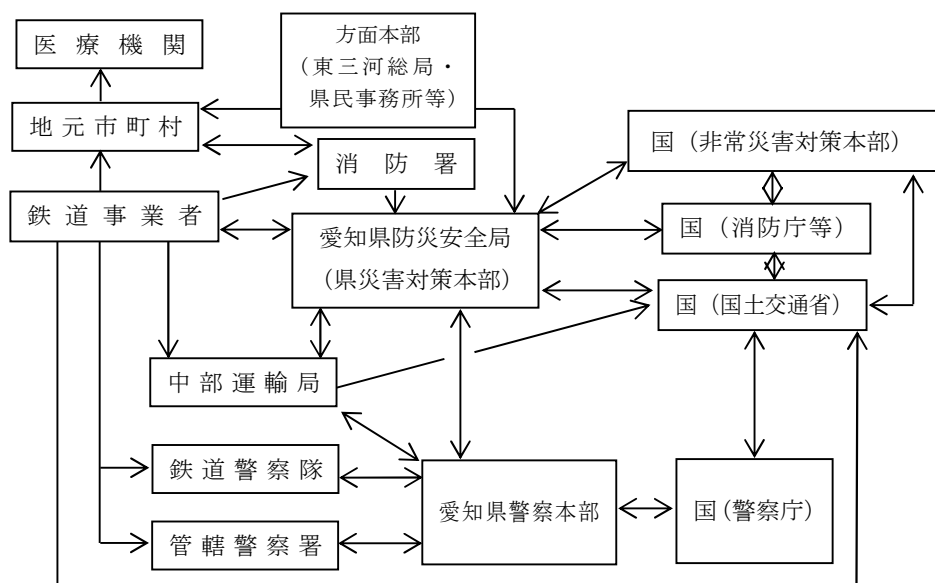 医療機関
方面本部
（東三河総局・
県民事務所等）
地元市町村
国（非常災害対策本部）
消防署
鉄道事業者
愛知県防災安全局
（県災害対策本部）
国（消防庁等）
国（国土交通省）
中部運輸局
鉄道警察隊
愛知県警察本部
国（警察庁）
管轄警察署